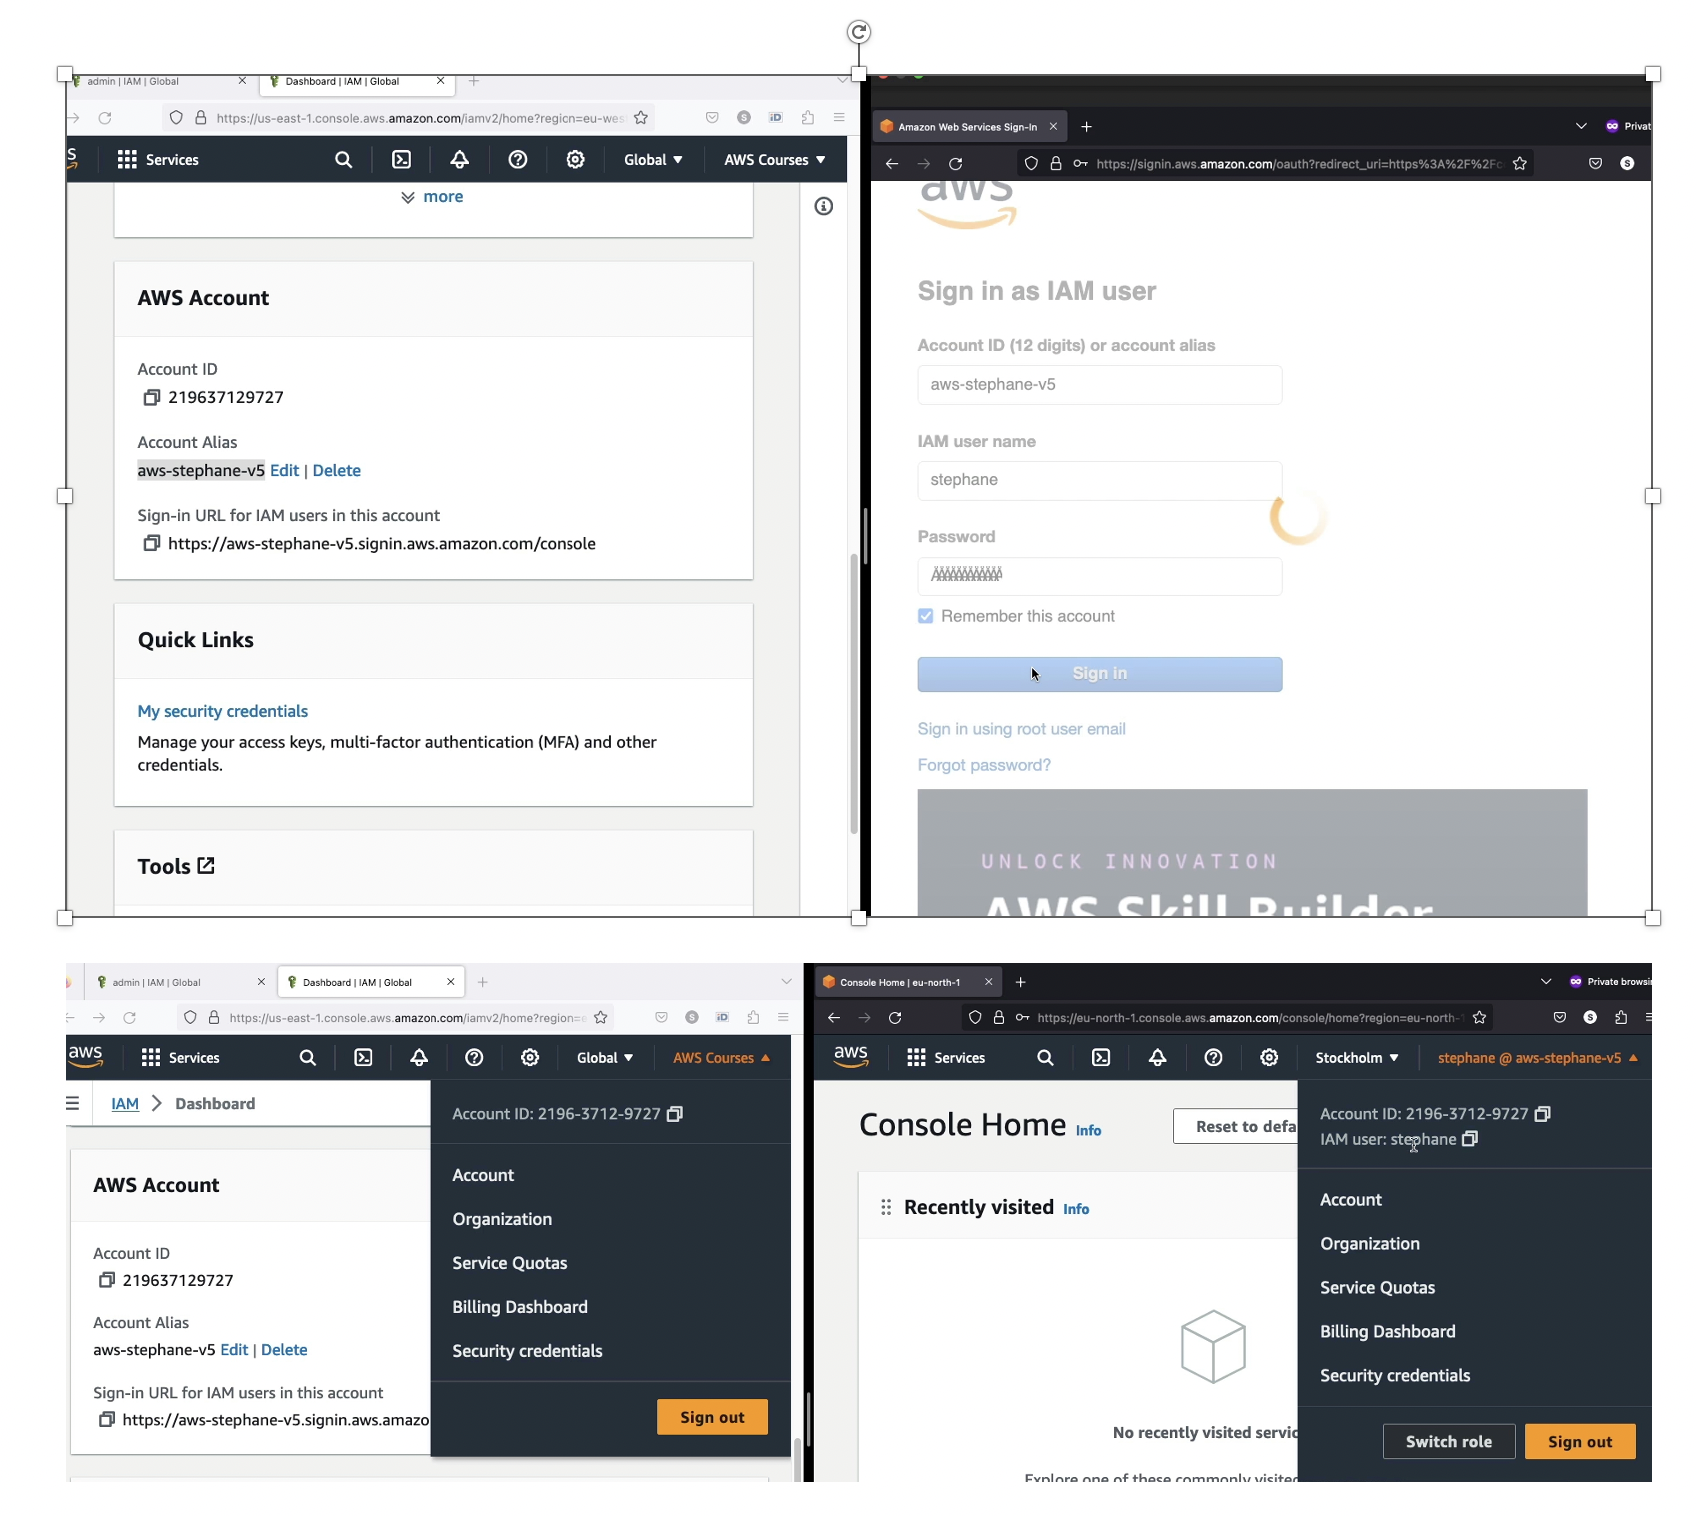 admin | IAM | Global
Dashboard | IAM | Global
https://us-east-1.console.aws.amazon.com/iamv2/home?region=eu-wes
Services
Global
AWS Courses
more
AWS Account
Account ID
219637129727
Account Alias
aws-stephane-v5 Edit | Delete
Sign-in URL for IAM users in this account
https://aws-stephane-v5.signin.aws.amazon.com/console
Quick Links
My security credentials
Manage your access keys, multi-factor authentication (MFA) and other
credentials.
Tools
Amazon Web Services Sign-In
Privat
https://signin.aws.amazon.com/oauth?redirect_uri=https%3A%2F%2Fc
S
aws
Sign in as IAM user
Account ID (12 digits) or account alias
aws-stephane-v5
IAM user name
stephane
Password
Remember this account
Sign in
Sign in using root user email
Forgot password?
UNLOCK INNOVATION
AWS Skill Builder
admin | IAM | Global
Dashboard | IAM | Global
https://us-east-1.console.aws.amazon.com/iamv2/home?region=e
aws
Services
Global
AWS Courses
IAM > Dashboard
AWS Account
Account ID
219637129727
Account Alias
aws-stephane-v5 Edit | Delete
Sign-in URL for IAM users in this account
https://aws-stephane-v5.signin.aws.amazo
Account ID: 2196-3712-9727
Account
Organization
Service Quotas
Billing Dashboard
Security credentials
Sign out
Console Home | eu-north-1
Private browsi
https://eu-north-1.console.aws.amazon.com/console/home?region=eu-north-
S
aws
Services
Stockholm
stephane @ aws-stephane-v5
Console Home Info
Reset to defa
Recently visited Info
No recently visited servic
Explore one of these commonly visited
Account ID: 2196-3712-9727
IAM user: stephane
Account
Organization
Service Quotas
Billing Dashboard
Security credentials
Switch role
Sign out